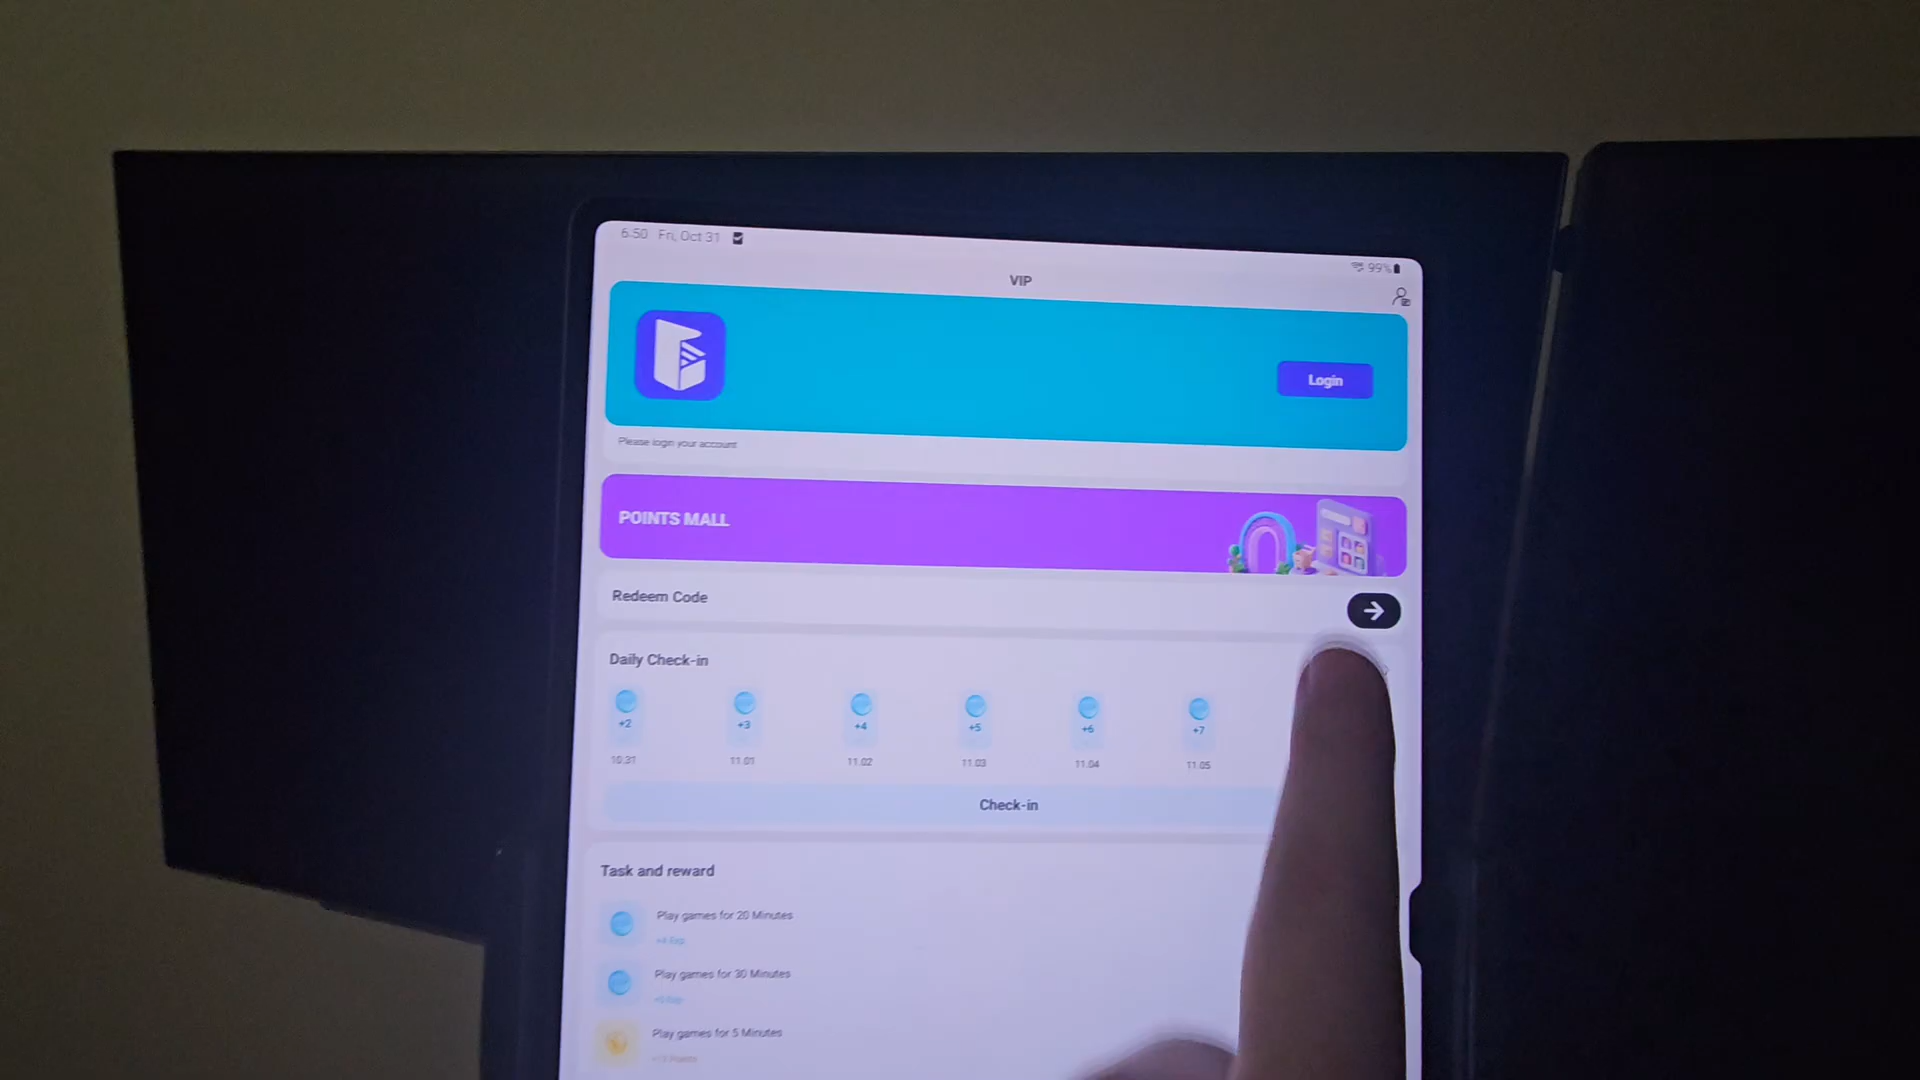 6:50 Fri, Oct 31
99%
VIP
Login
Please login your account
POINTS MALL
Redeem Code
Daily Check-in
+2 +3 +4 +5 +6 +7
10.31 11.01 11.02 11.03 11.04 11.05
Check-in
Task and reward
Play games for 20 Minutes
+4 Exp
Play games for 30 Minutes
Play games for 5 Minutes